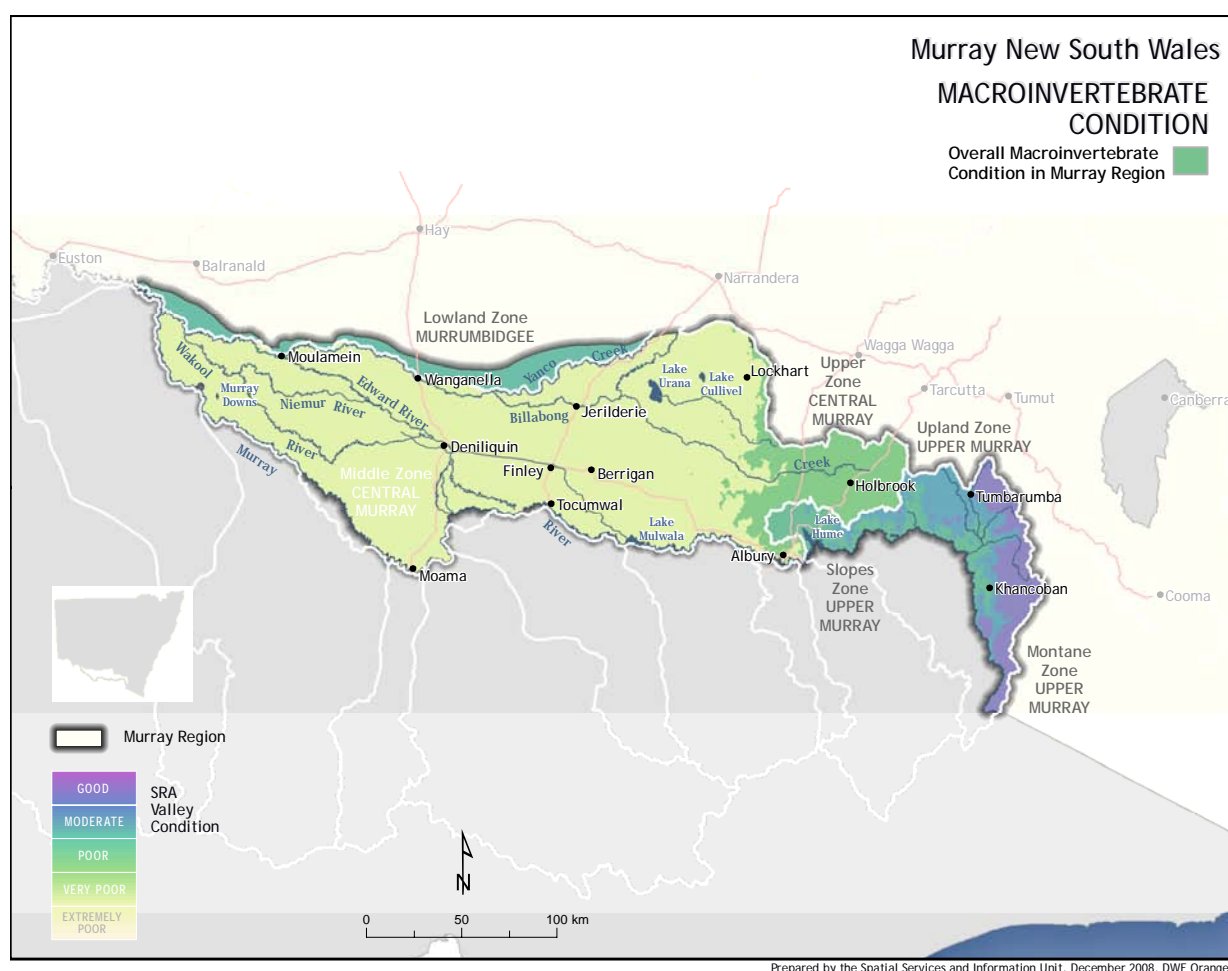 Murray New South Wales
MACROINVERTEBRATE
CONDITION
Overall Macroinvertebrate
Condition in Murray Region
Hay
Euston
Balranald
Narrandera
Lowland Zone
MURRUMBIDGEE
Wagga Wagga
Moulamein
Wakool
Yanco
Creek
Lake
Urana
Lake
Cullivel
Lockhart
Upper
Zone
CENTRAL
MURRAY
Tarcutta
Tumut
Canberra
Wanganella
Murray
Downs
Edward River
Niemur
River
Billabong
Jerilderie
Upland Zone
UPPER MURRAY
Deniliquin
River
Murray
Middle Zone
CENTRAL
MURRAY
Finley
Berrigan
Creek
Holbrook
Tumbarumba
Tocumwal
River
Lake
Mulwala
Lake
Hume
Albury
Moama
Slopes
Zone
UPPER
MURRAY
Khancoban
Cooma
Montane
Zone
UPPER
MURRAY
Murray Region
GOOD
MODERATE
POOR
VERY POOR
EXTREMELY
POOR
SRA
Valley
Condition
N
0 50 100 km
Prepared by the Spatial Services and Information Unit, December 2008, DWE Orange